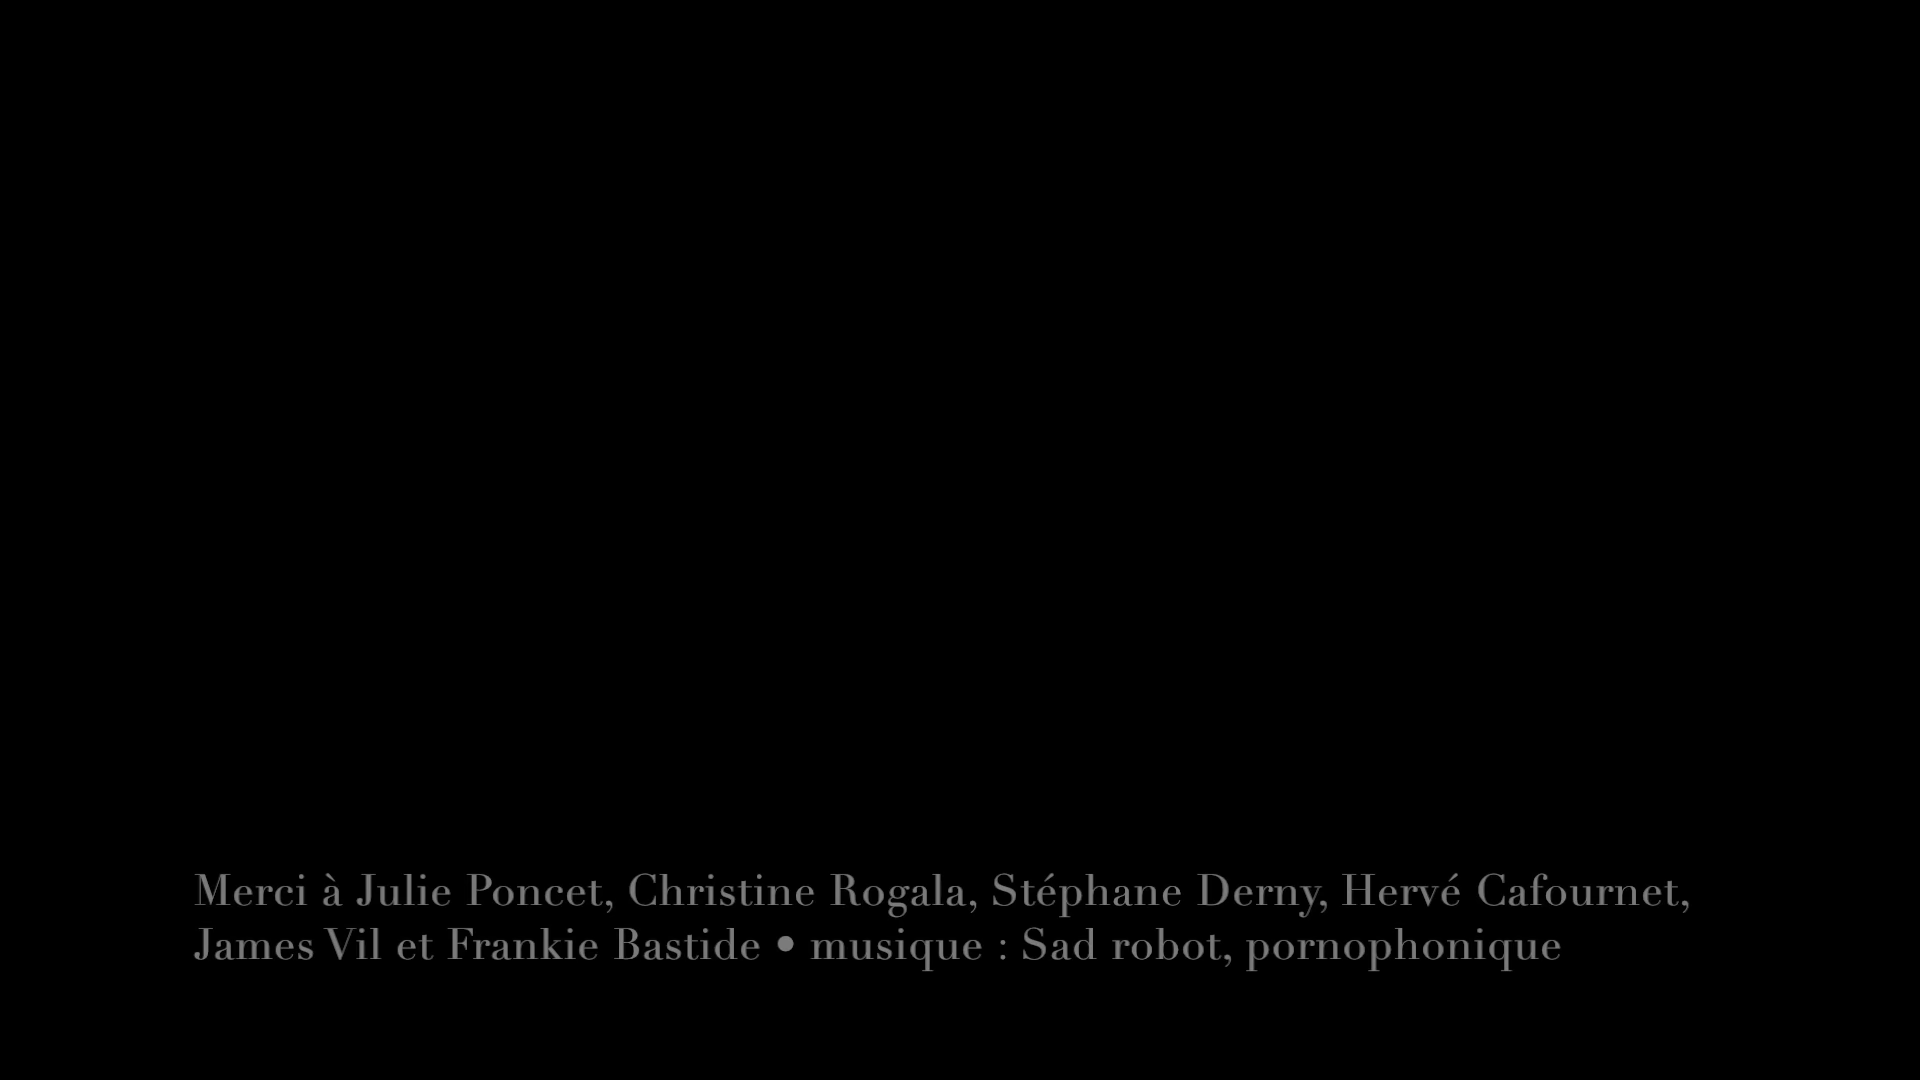 Merci à Julie Poncet, Christine Rogala, Stéphane Derny, Hervé Cafournet,
James Vil et Frankie Bastide • musique : Sad robot, pornophonique